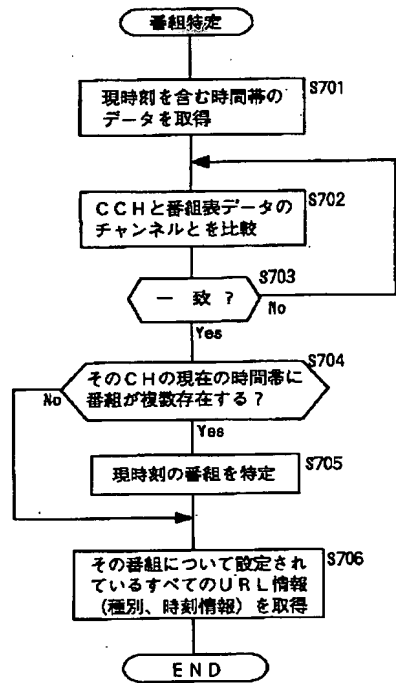 番組特定
S701
現時刻を含む時間帯の
データを取得
S702
CCHと番組表データの
チャンネルとを比較
S703
一致?
No
Yes
S704
そのCHの現在の時間帯に
番組が複数存在する?
No
Yes
S705
現時刻の番組を特定
S706
その番組について設定され
ているすべてのURL情報
(種別、時刻情報)を取得
END